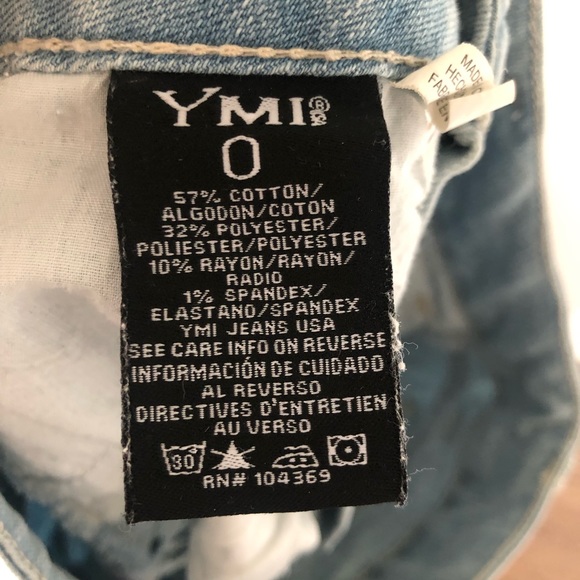 YMI®
0
57% COTTON/
ALGODON/COTON
32% POLYESTER/
POLIESTER/POLYESTER
10% RAYON/RAYON/
RADIO
1% SPANDEX/
ELASTANO/SPANDEX
YMI JEANS USA
SEE CARE INFO ON REVERSE
INFORMACIÓN DE CUIDADO
AL REVERSO
DIRECTIVES D'ENTRETIEN
AU VERSO
30
RN# 104369
MADE